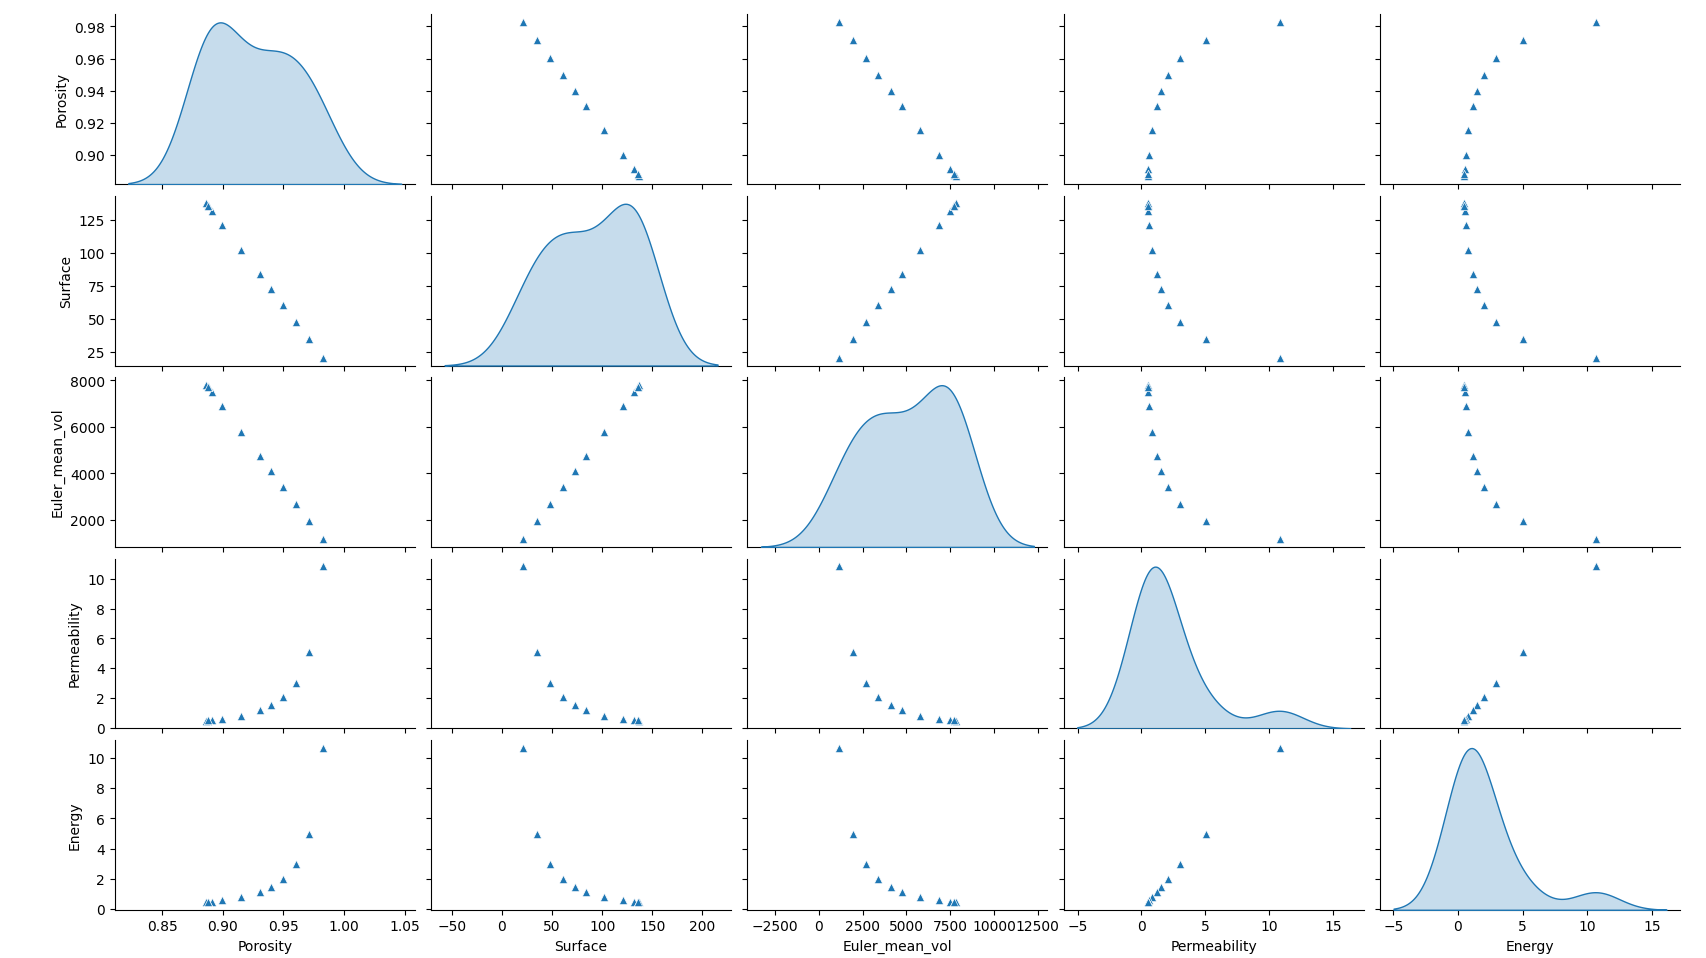 0.98
0.96
0.94
0.92
0.90
Porosity
125
100
75
50
25
Surface
8000
6000
4000
2000
Euler_mean_vol
10
8
6
4
2
0
Permeability
10
8
6
4
2
0
Energy
0.85 0.90 0.95 1.00 1.05
Porosity
−50 0 50 100 150 200
Surface
−2500 0 2500 5000 7500 10000 12500
Euler_mean_vol
−5 0 5 10 15
Permeability
−5 0 5 10 15
Energy